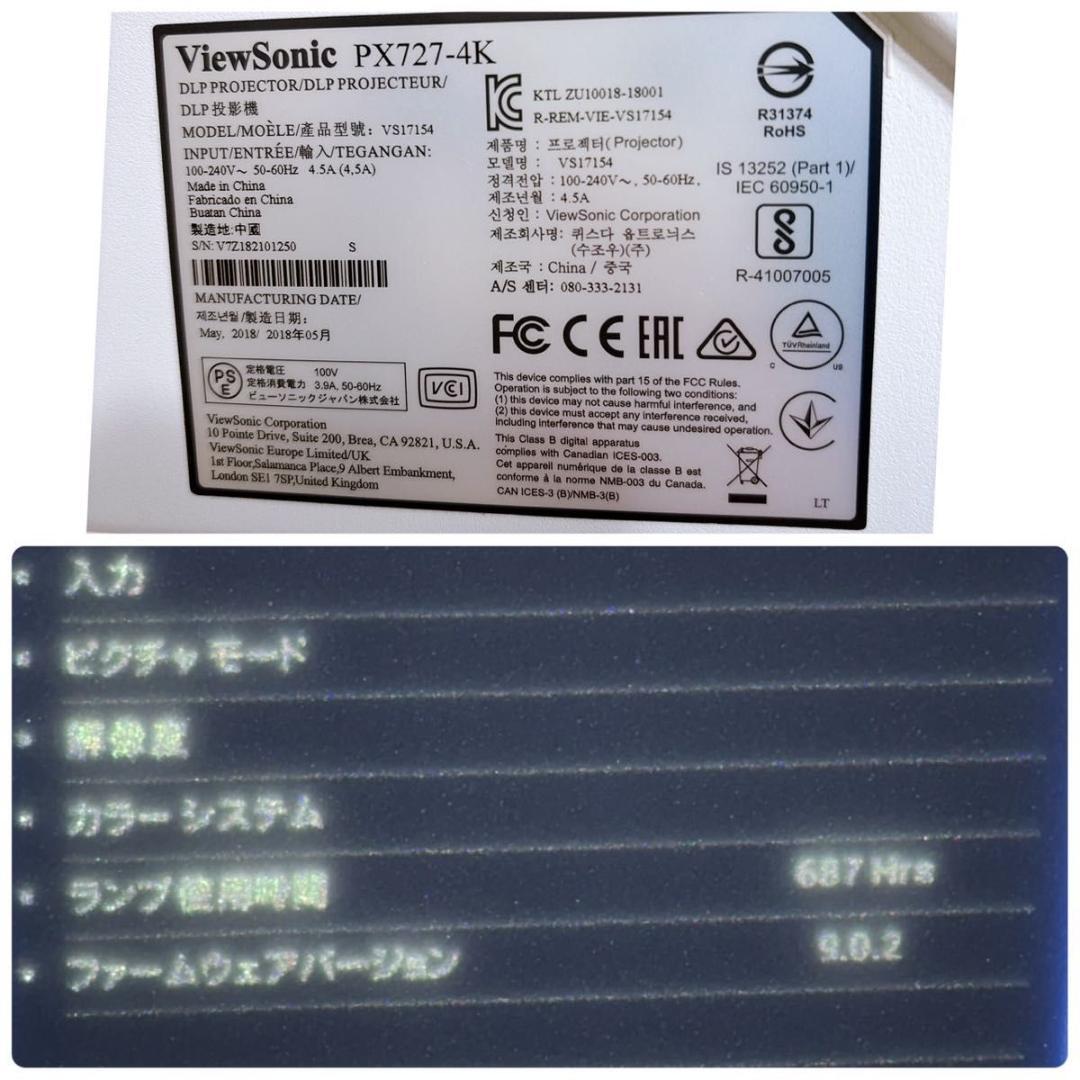 ViewSonic PX727-4K
DLP PROJECTOR/DLP PROJECTEUR/
DLP 投影機
MODEL/MOÈLE/產品型號: VS17154
INPUT/ENTRÉE/輸入/TEGANGAN:
100-240V～ 50-60Hz 4.5A (4,5A)
Made in China
Fabricado en China
Buatan China
製造地:中國
S/N: V7Z182101250 S
MANUFACTURING DATE/
제조년월/製造日期:
May, 2018/ 2018年05月
PSE
定格電圧 100V
定格消費電力 3.9A, 50-60Hz
ビューソニックジャパン株式会社
VCI
ViewSonic Corporation
10 Pointe Drive, Suite 200, Brea, CA 92821, U.S.A.
ViewSonic Europe Limited/UK
1st Floor,Salamanca Place,9 Albert Embankment,
London SE1 7SP,United Kingdom
KTL ZU10018-18001
R-REM-VIE-VS17154
제품명 : 프로젝터( Projector)
모델명 : VS17154
정격전압 : 100-240V～, 50-60Hz,
제조년월 : 4.5A
신청인 : ViewSonic Corporation
제조회사명: 퀴스다 욥트로닉스
(수조우)(주)
제조국 : China / 중국
A/S 센터: 080-333-2131
FC CE EAC
This device complies with part 15 of the FCC Rules.
Operation is subject to the following two conditions:
(1) this device may not cause harmful interference, and
(2) this device must accept any interference received,
including interference that may cause undesired operation.
This Class B digital apparatus
complies with Canadian ICES-003.
Cet appareil numérique de la classe B est
conforme à la norme NMB-003 du Canada.
CAN ICES-3 (B)/NMB-3(B)
R31374
RoHS
IS 13252 (Part 1)/
IEC 60950-1
R-41007005
TÜVRheinland
C US
LT
入力
ピクチャモード
解像度
カラーシステム
ランプ使用時間 687 Hrs
ファームウェアバージョン 9.0.2